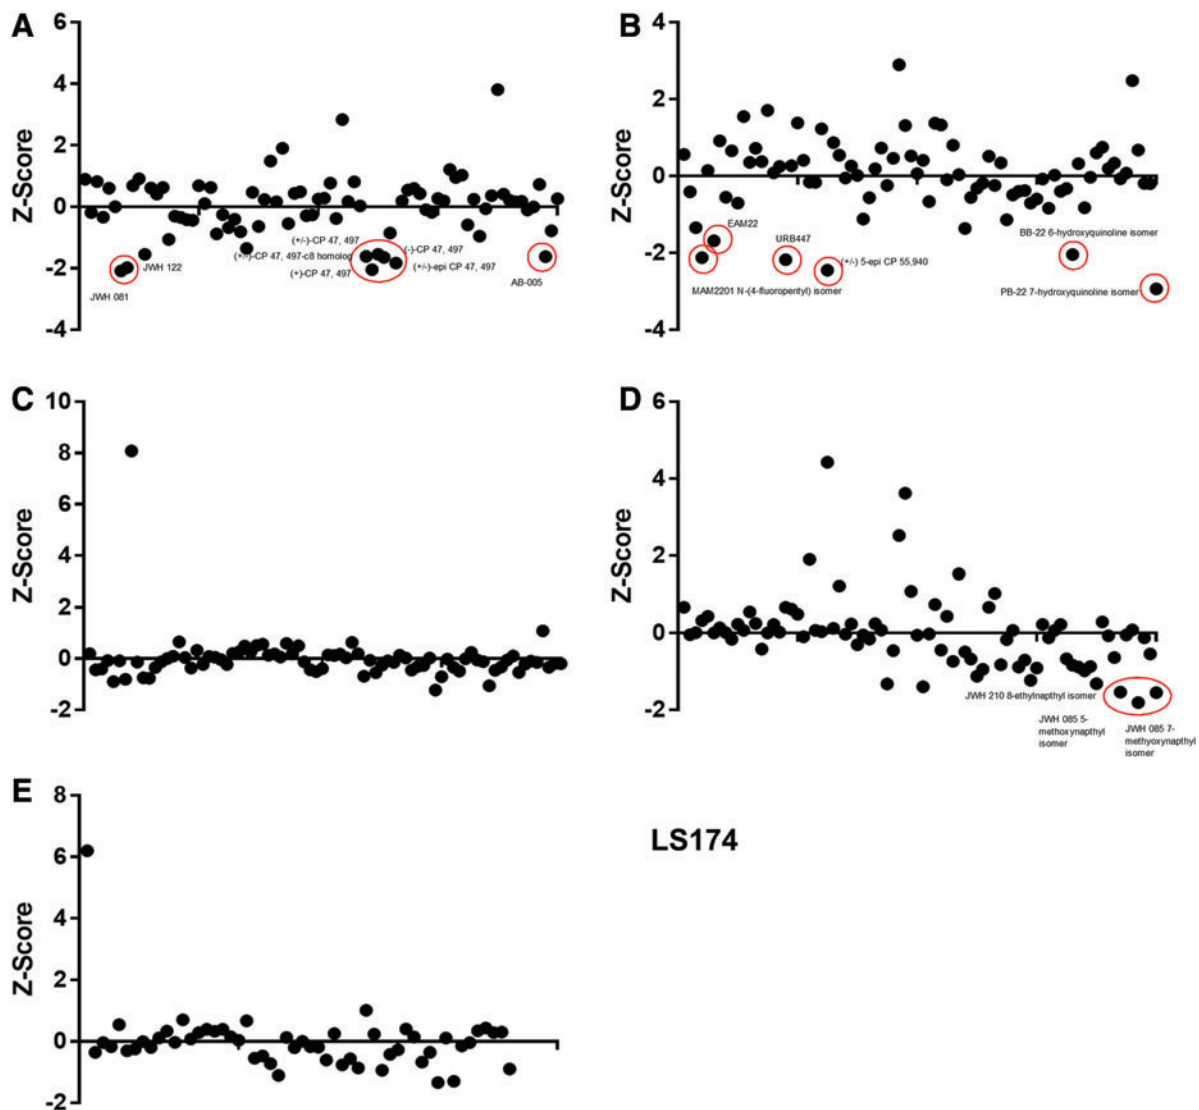 A
6
4
2
0
-2
-4
Z-Score
JWH 081
JWH 122
(+/-)-CP 47, 497
(+/-)-CP 47, 497-c8 homolog
(+)-CP 47, 497
(-)-CP 47, 497
(+/-)-epi CP 47, 497
AB-005
B
4
2
0
-2
-4
Z-Score
EAM22
MAM2201 N-(4-fluoropentyl) isomer
URB447
(+/-) 5-epi CP 55,940
BB-22 6-hydroxyquinoline isomer
PB-22 7-hydroxyquinoline isomer
C
10
8
6
4
2
0
-2
Z-Score
D
6
4
2
0
-2
Z-Score
JWH 210 8-ethylnapthyl isomer
JWH 085 5-
methoxynapthyl
isomer
JWH 085 7-
methyoxynapthyl
isomer
E
8
6
4
2
0
-2
Z-Score
LS174